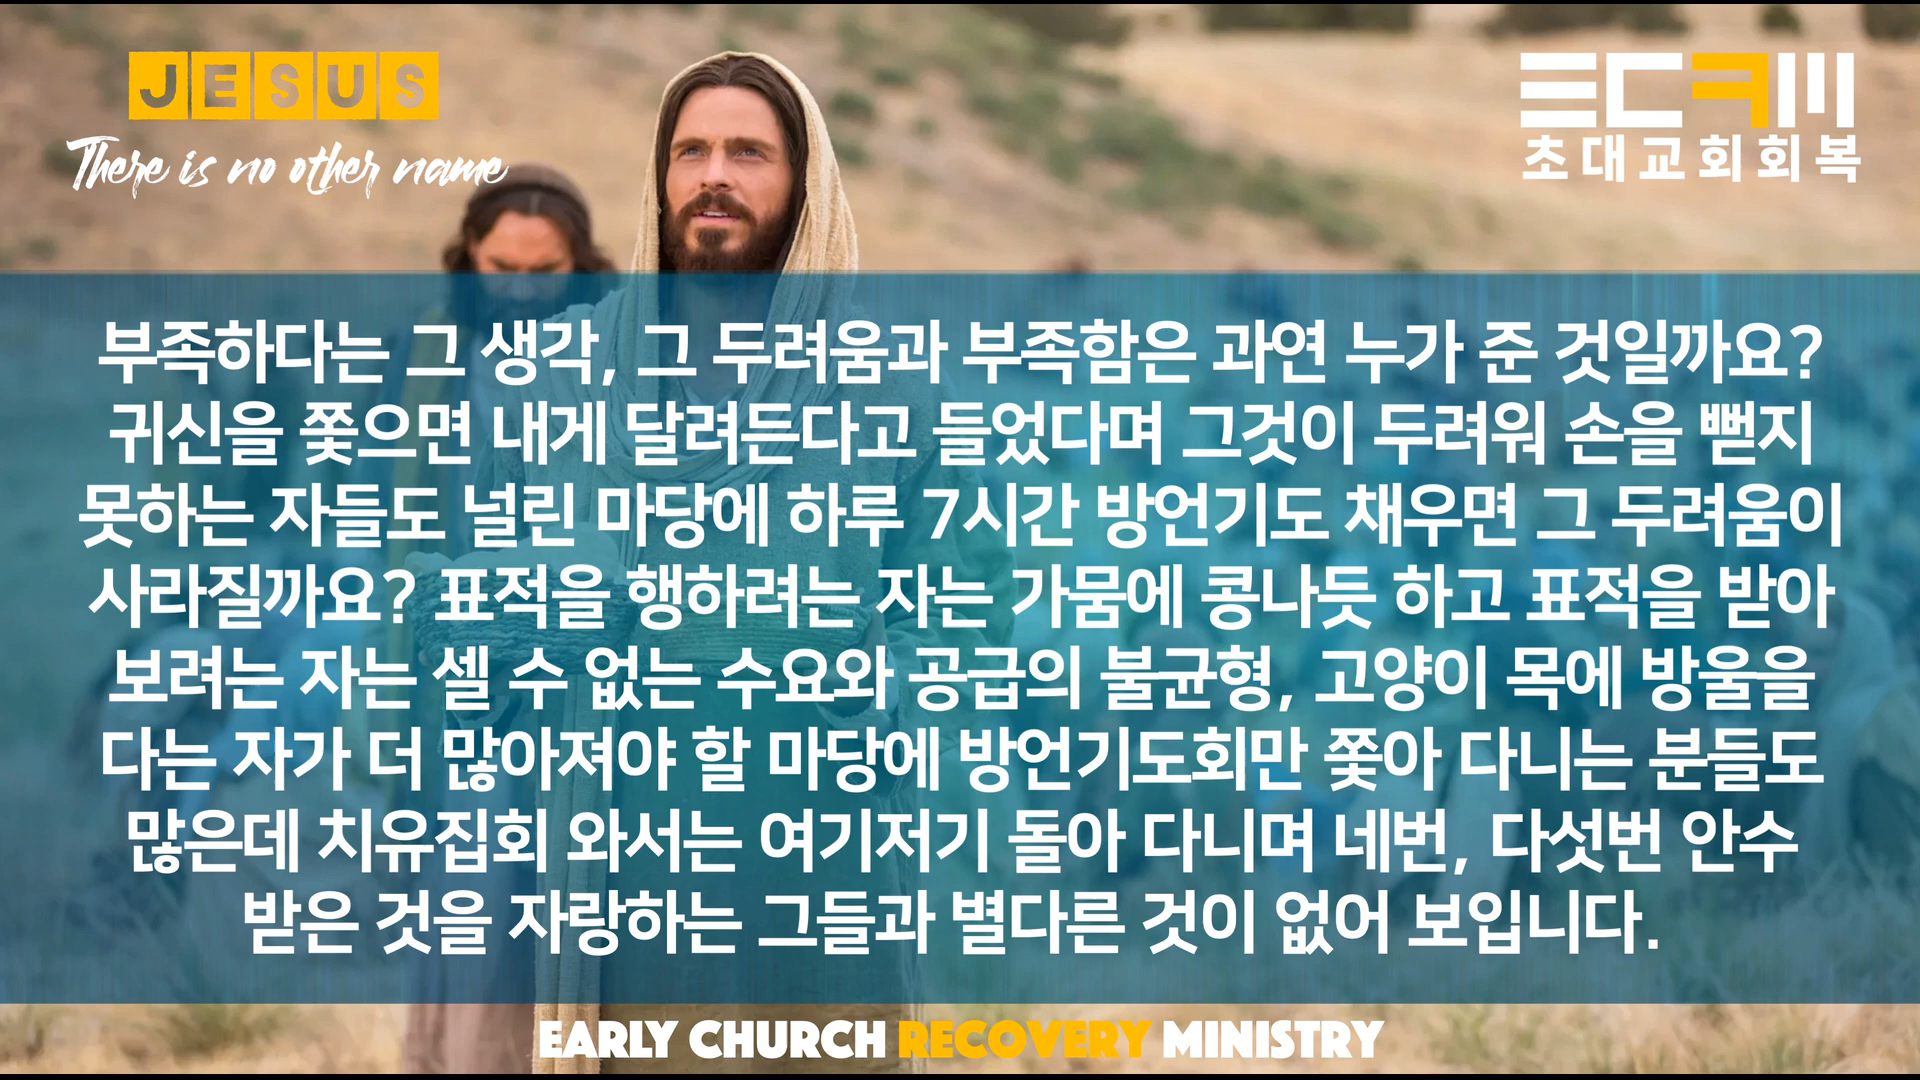 JESUS
There is no other name
초대교회회복
부족하다는 그 생각, 그 두려움과 부족함은 과연 누가 준 것일까요?
귀신을 쫓으면 내게 달려든다고 들었다며 그것이 두려워 손을 뻗지
못하는 자들도 널린 마당에 하루 7시간 방언기도 채우면 그 두려움이
사라질까요? 표적을 행하려는 자는 가뭄에 콩나듯 하고 표적을 받아
보려는 자는 셀 수 없는 수요와 공급의 불균형, 고양이 목에 방울을
다는 자가 더 많아져야 할 마당에 방언기도회만 쫓아 다니는 분들도
많은데 치유집회 와서는 여기저기 돌아 다니며 네번, 다섯번 안수
받은 것을 자랑하는 그들과 별다른 것이 없어 보입니다.
EARLY CHURCH RECOVERY MINISTRY